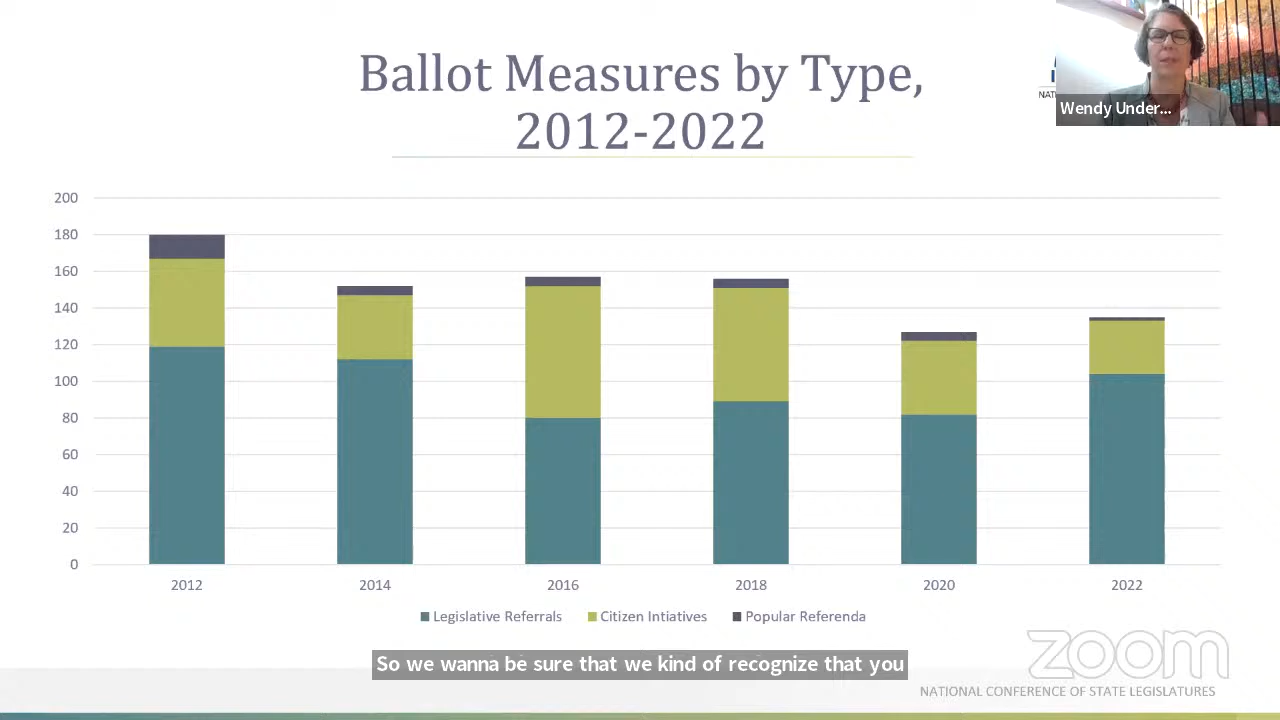 Ballot Measures by Type,
2012-2022
NAT
Wendy Under...
200
180
160
140
120
100
80
60
40
20
0
2012 2014 2016 2018 2020 2022
Legislative Referrals Citizen Intiatives Popular Referenda
So we wanna be sure that we kind of recognize that you
zoom
NATIONAL CONFERENCE OF STATE LEGISLATURES